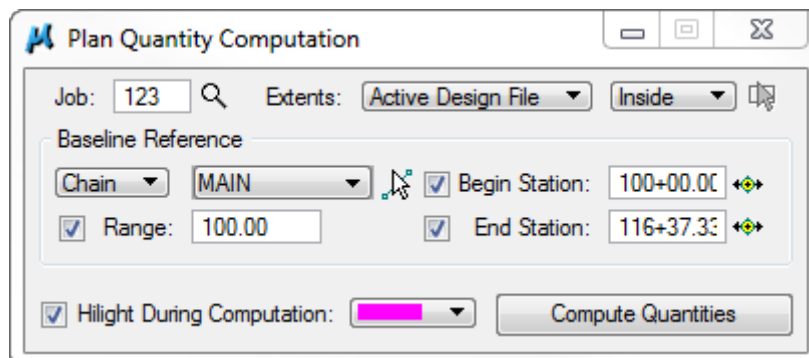 Plan Quantity Computation
Job: 123 Extents: Active Design File Inside
Baseline Reference
Chain MAIN Begin Station: 100+00.00
Range: 100.00 End Station: 116+37.33
Hilight During Computation: Compute Quantities